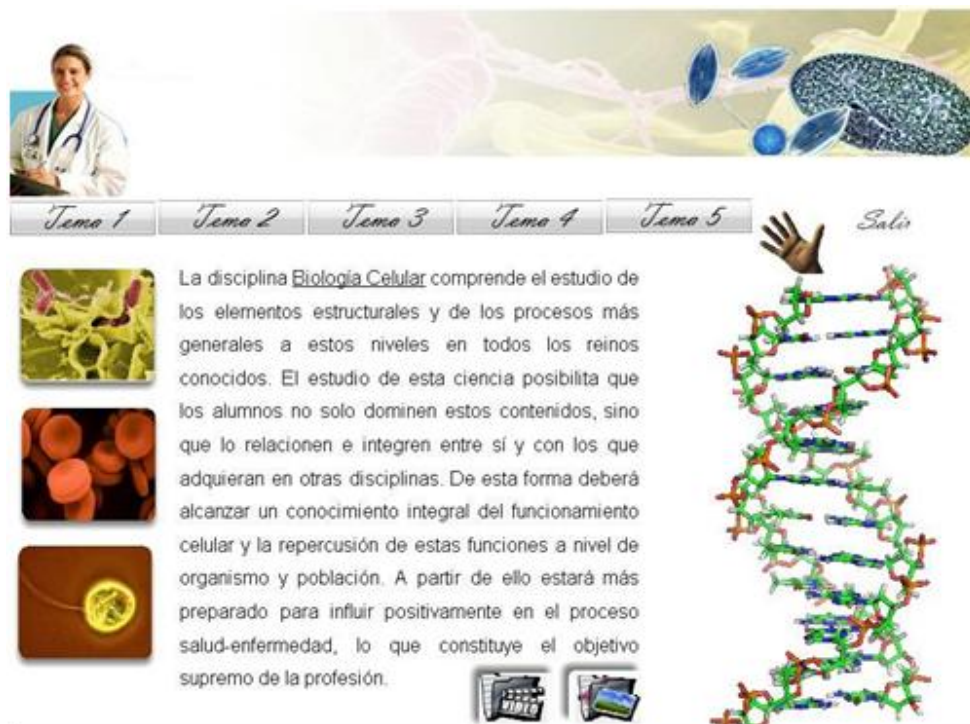 Tema 1
Tema 2
Tema 3
Tema 4
Tema 5
Salir
La disciplina Biología Celular comprende el estudio de
los elementos estructurales y de los procesos más
generales a estos niveles en todos los reinos
conocidos. El estudio de esta ciencia posibilita que
los alumnos no solo dominen estos contenidos, sino
que lo relacionen e integren entre sí y con los que
adquieran en otras disciplinas. De esta forma deberá
alcanzar un conocimiento integral del funcionamiento
celular y la repercusión de estas funciones a nivel de
organismo y población. A partir de ello estará más
preparado para influir positivamente en el proceso
salud-enfermedad, lo que constituye el objetivo
supremo de la profesión.
VIDEO